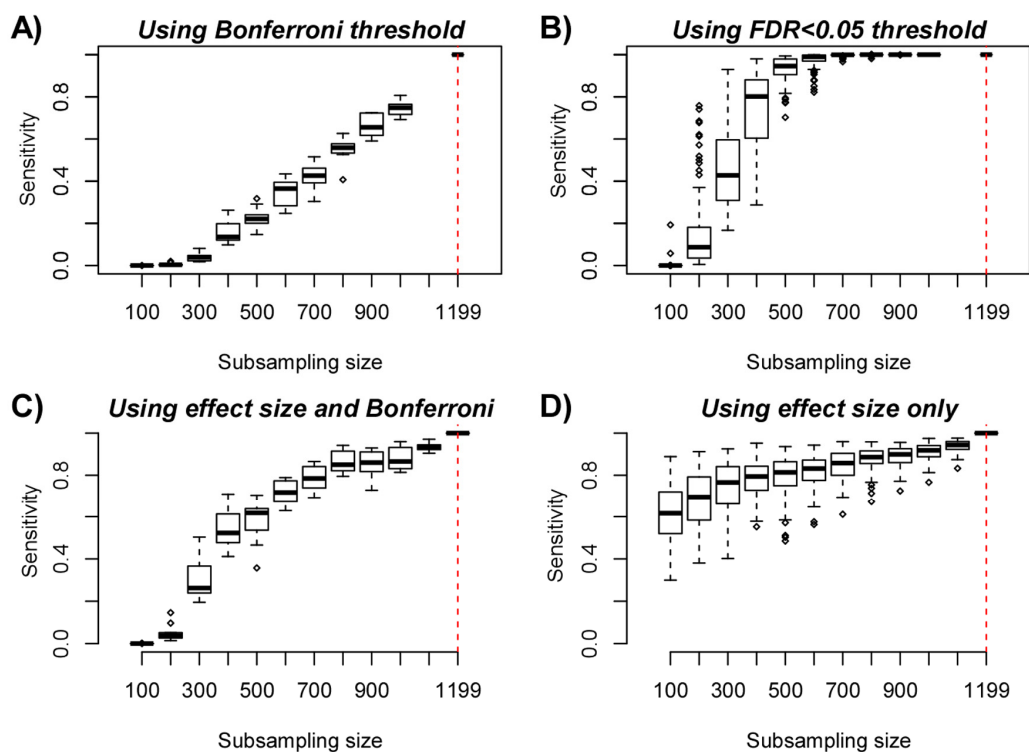 A) Using Bonferroni threshold
Sensitivity
0.0 0.4 0.8
100 300 500 700 900 1199
Subsampling size
B) Using FDR<0.05 threshold
Sensitivity
0.0 0.4 0.8
100 300 500 700 900 1199
Subsampling size
C) Using effect size and Bonferroni
Sensitivity
0.0 0.4 0.8
100 300 500 700 900 1199
Subsampling size
D) Using effect size only
Sensitivity
0.0 0.4 0.8
100 300 500 700 900 1199
Subsampling size